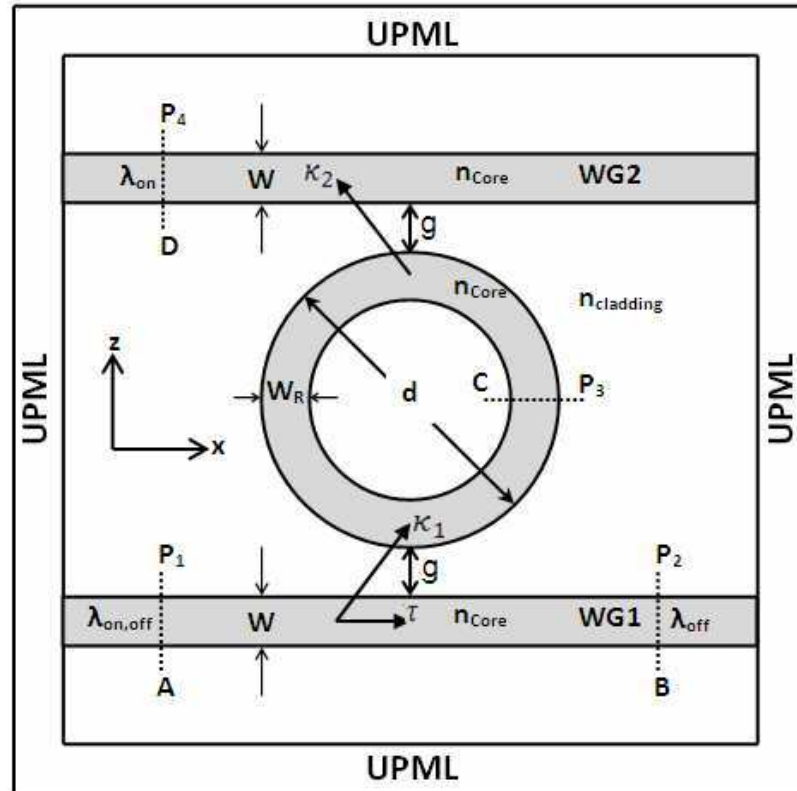 UPML
P₄
λon W κ₂ nCore WG2
D g
nCore
ncladding
z
UPML
WR d C P₃
UPML
x
κ₁
P₁ g P₂
λon,off W τ nCore WG1 λoff
A B
UPML